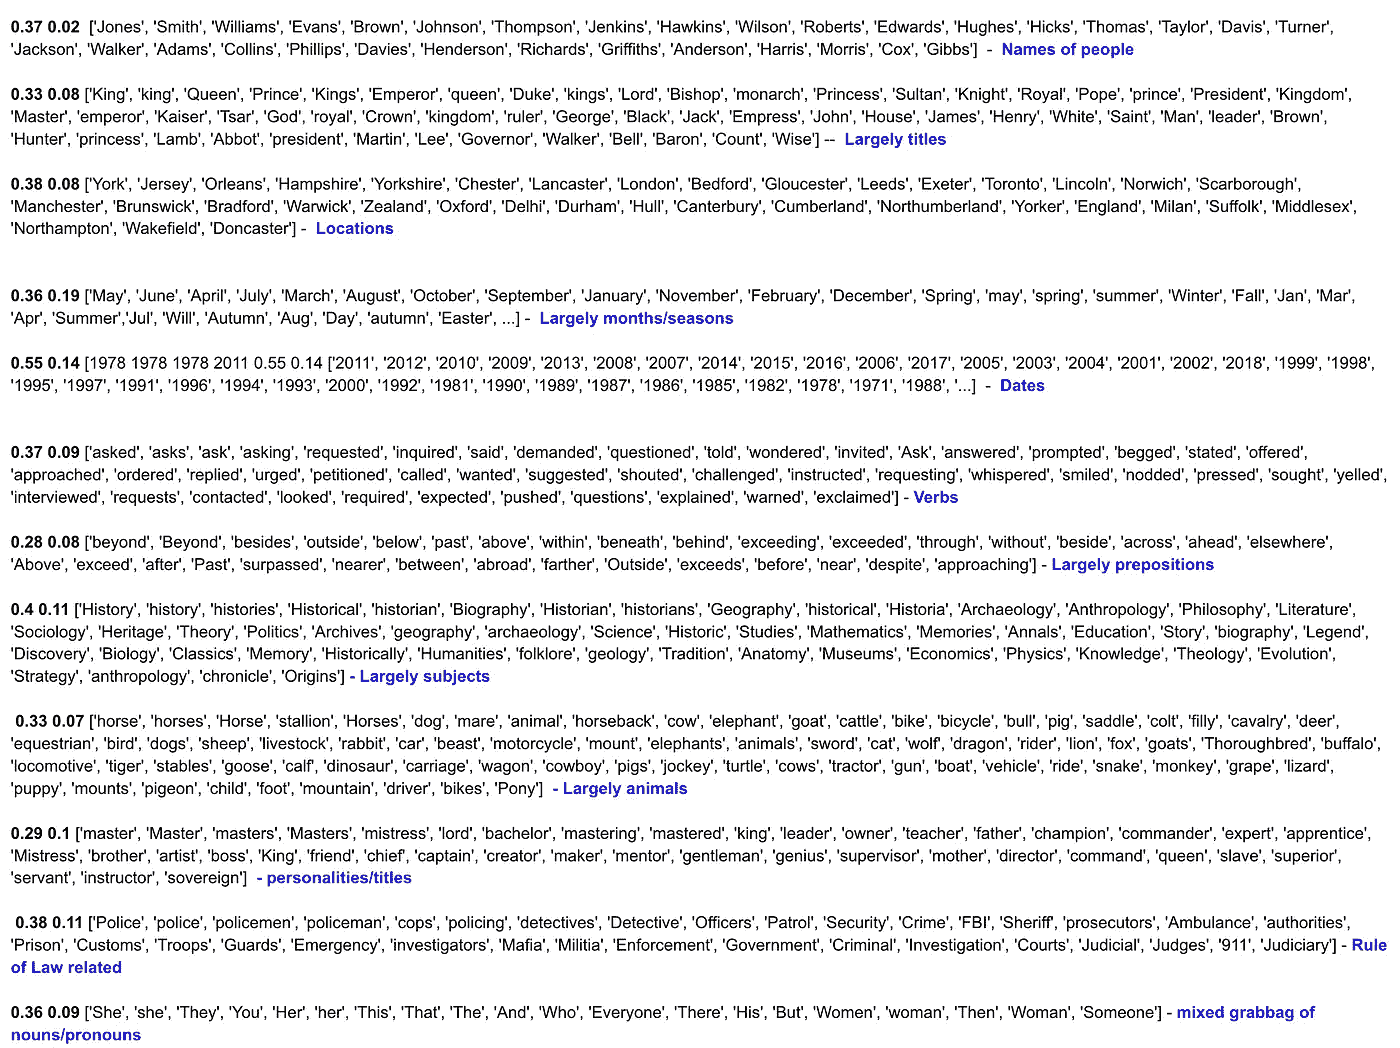 0.37 0.02 ['Jones', 'Smith', 'Williams', 'Evans', 'Brown', 'Johnson', 'Thompson', 'Jenkins', 'Hawkins', 'Wilson', 'Roberts', 'Edwards', 'Hughes', 'Hicks', 'Thomas', 'Taylor', 'Davis', 'Turner',
'Jackson', 'Walker', 'Adams', 'Collins', 'Phillips', 'Davies', 'Henderson', 'Richards', 'Griffiths', 'Anderson', 'Harris', 'Morris', 'Cox', 'Gibbs'] - Names of people
0.33 0.08 ['King', 'king', 'Queen', 'Prince', 'Kings', 'Emperor', 'queen', 'Duke', 'kings', 'Lord', 'Bishop', 'monarch', 'Princess', 'Sultan', 'Knight', 'Royal', 'Pope', 'prince', 'President', 'Kingdom',
'Master', 'emperor', 'Kaiser', 'Tsar', 'God', 'royal', 'Crown', 'kingdom', 'ruler', 'George', 'Black', 'Jack', 'Empress', 'John', 'House', 'James', 'Henry', 'White', 'Saint', 'Man', 'leader', 'Brown',
'Hunter', 'princess', 'Lamb', 'Abbot', 'president', 'Martin', 'Lee', 'Governor', 'Walker', 'Bell', 'Baron', 'Count', 'Wise'] -- Largely titles
0.38 0.08 ['York', 'Jersey', 'Orleans', 'Hampshire', 'Yorkshire', 'Chester', 'Lancaster', 'London', 'Bedford', 'Gloucester', 'Leeds', 'Exeter', 'Toronto', 'Lincoln', 'Norwich', 'Scarborough',
'Manchester', 'Brunswick', 'Bradford', 'Warwick', 'Zealand', 'Oxford', 'Delhi', 'Durham', 'Hull', 'Canterbury', 'Cumberland', 'Northumberland', 'Yorker', 'England', 'Milan', 'Suffolk', 'Middlesex',
'Northampton', 'Wakefield', 'Doncaster'] - Locations
0.36 0.19 ['May', 'June', 'April', 'July', 'March', 'August', 'October', 'September', 'January', 'November', 'February', 'December', 'Spring', 'may', 'spring', 'summer', 'Winter', 'Fall', 'Jan', 'Mar',
'Apr', 'Summer','Jul', 'Will', 'Autumn', 'Aug', 'Day', 'autumn', 'Easter', ...] - Largely months/seasons
0.55 0.14 [1978 1978 1978 2011 0.55 0.14 ['2011', '2012', '2010', '2009', '2013', '2008', '2007', '2014', '2015', '2016', '2006', '2017', '2005', '2003', '2004', '2001', '2002', '2018', '1999', '1998',
'1995', '1997', '1991', '1996', '1994', '1993', '2000', '1992', '1981', '1990', '1989', '1987', '1986', '1985', '1982', '1978', '1971', '1988', '...] - Dates
0.37 0.09 ['asked', 'asks', 'ask', 'asking', 'requested', 'inquired', 'said', 'demanded', 'questioned', 'told', 'wondered', 'invited', 'Ask', 'answered', 'prompted', 'begged', 'stated', 'offered',
'approached', 'ordered', 'replied', 'urged', 'petitioned', 'called', 'wanted', 'suggested', 'shouted', 'challenged', 'instructed', 'requesting', 'whispered', 'smiled', 'nodded', 'pressed', 'sought', 'yelled',
'interviewed', 'requests', 'contacted', 'looked', 'required', 'expected', 'pushed', 'questions', 'explained', 'warned', 'exclaimed'] - Verbs
0.28 0.08 ['beyond', 'Beyond', 'besides', 'outside', 'below', 'past', 'above', 'within', 'beneath', 'behind', 'exceeding', 'exceeded', 'through', 'without', 'beside', 'across', 'ahead', 'elsewhere',
'Above', 'exceed', 'after', 'Past', 'surpassed', 'nearer', 'between', 'abroad', 'farther', 'Outside', 'exceeds', 'before', 'near', 'despite', 'approaching'] - Largely prepositions
0.4 0.11 ['History', 'history', 'histories', 'Historical', 'historian', 'Biography', 'Historian', 'historians', 'Geography', 'historical', 'Historia', 'Archaeology', 'Anthropology', 'Philosophy', 'Literature',
'Sociology', 'Heritage', 'Theory', 'Politics', 'Archives', 'geography', 'archaeology', 'Science', 'Historic', 'Studies', 'Mathematics', 'Memories', 'Annals', 'Education', 'Story', 'biography', 'Legend',
'Discovery', 'Biology', 'Classics', 'Memory', 'Historically', 'Humanities', 'folklore', 'geology', 'Tradition', 'Anatomy', 'Museums', 'Economics', 'Physics', 'Knowledge', 'Theology', 'Evolution',
'Strategy', 'anthropology', 'chronicle', 'Origins'] - Largely subjects
0.33 0.07 ['horse', 'horses', 'Horse', 'stallion', 'Horses', 'dog', 'mare', 'animal', 'horseback', 'cow', 'elephant', 'goat', 'cattle', 'bike', 'bicycle', 'bull', 'pig', 'saddle', 'colt', 'filly', 'cavalry', 'deer',
'equestrian', 'bird', 'dogs', 'sheep', 'livestock', 'rabbit', 'car', 'beast', 'motorcycle', 'mount', 'elephants', 'animals', 'sword', 'cat', 'wolf', 'dragon', 'rider', 'lion', 'fox', 'goats', 'Thoroughbred', 'buffalo',
'locomotive', 'tiger', 'stables', 'goose', 'calf', 'dinosaur', 'carriage', 'wagon', 'cowboy', 'pigs', 'jockey', 'turtle', 'cows', 'tractor', 'gun', 'boat', 'vehicle', 'ride', 'snake', 'monkey', 'grape', 'lizard',
'puppy', 'mounts', 'pigeon', 'child', 'foot', 'mountain', 'driver', 'bikes', 'Pony'] - Largely animals
0.29 0.1 ['master', 'Master', 'masters', 'Masters', 'mistress', 'lord', 'bachelor', 'mastering', 'mastered', 'king', 'leader', 'owner', 'teacher', 'father', 'champion', 'commander', 'expert', 'apprentice',
'Mistress', 'brother', 'artist', 'boss', 'King', 'friend', 'chief', 'captain', 'creator', 'maker', 'mentor', 'gentleman', 'genius', 'supervisor', 'mother', 'director', 'command', 'queen', 'slave', 'superior',
'servant', 'instructor', 'sovereign'] - personalities/titles
0.38 0.11 ['Police', 'police', 'policemen', 'policeman', 'cops', 'policing', 'detectives', 'Detective', 'Officers', 'Patrol', 'Security', 'Crime', 'FBI', 'Sheriff', 'prosecutors', 'Ambulance', 'authorities',
'Prison', 'Customs', 'Troops', 'Guards', 'Emergency', 'investigators', 'Mafia', 'Militia', 'Enforcement', 'Government', 'Criminal', 'Investigation', 'Courts', 'Judicial', 'Judges', '911', 'Judiciary'] - Rule
of Law related
0.36 0.09 ['She', 'she', 'They', 'You', 'Her', 'her', 'This', 'That', 'The', 'And', 'Who', 'Everyone', 'There', 'His', 'But', 'Women', 'woman', 'Then', 'Woman', 'Someone'] - mixed grabbag of
nouns/pronouns